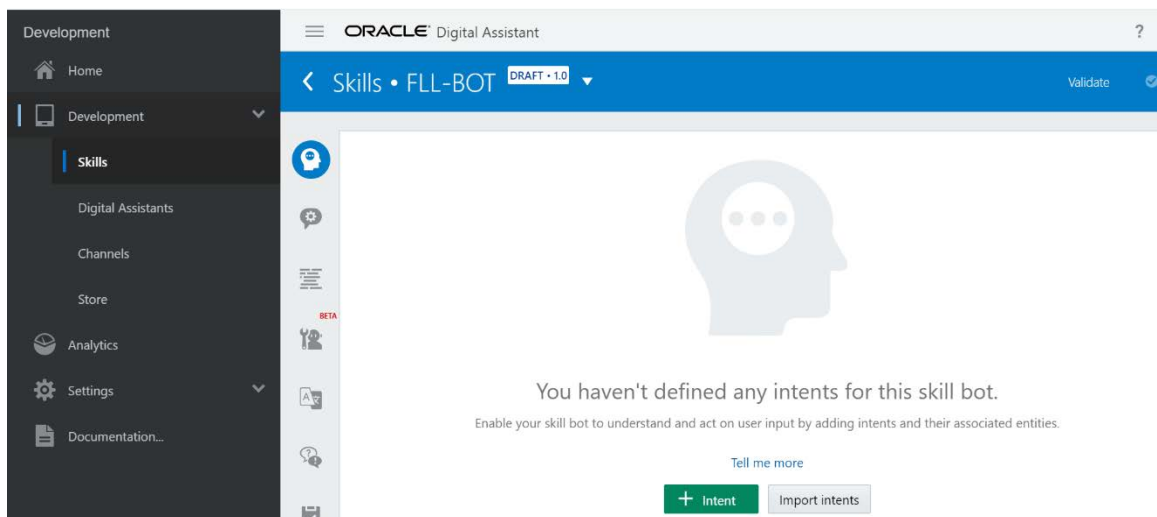 Development
Home
Development
Skills
Digital Assistants
Channels
Store
Analytics
Settings
Documentation...
ORACLE Digital Assistant
?
Skills • FLL-BOT DRAFT • 1.0
Validate
BETA
You haven't defined any intents for this skill bot.
Enable your skill bot to understand and act on user input by adding intents and their associated entities.
Tell me more
+ Intent
Import intents